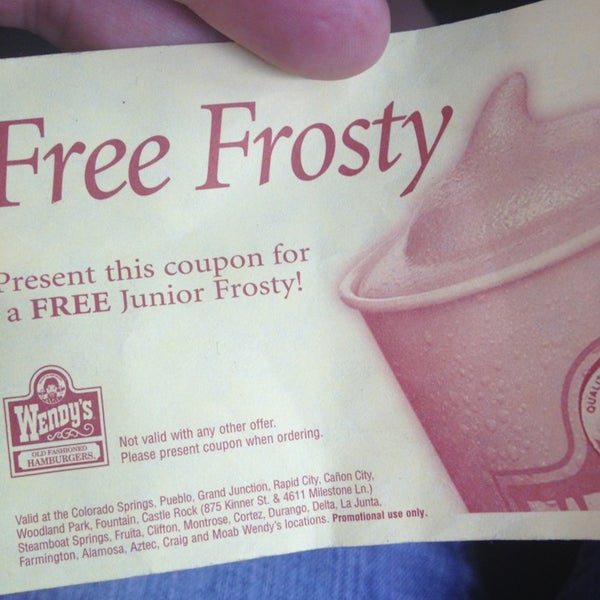 Free Frosty
Present this coupon for
a FREE Junior Frosty!
WENDY'S
OLD FASHIONED
HAMBURGERS.
Not valid with any other offer.
Please present coupon when ordering.
Valid at the Colorado Springs, Pueblo, Grand Junction, Rapid City, Cañon City,
Woodland Park, Fountain, Castle Rock (875 Kinner St. & 4611 Milestone Ln.)
Steamboat Springs, Fruita, Clifton, Montrose, Cortez, Durango, Delta, La Junta,
Farmington, Alamosa, Aztec, Craig and Moab Wendy's locations. Promotional use only.